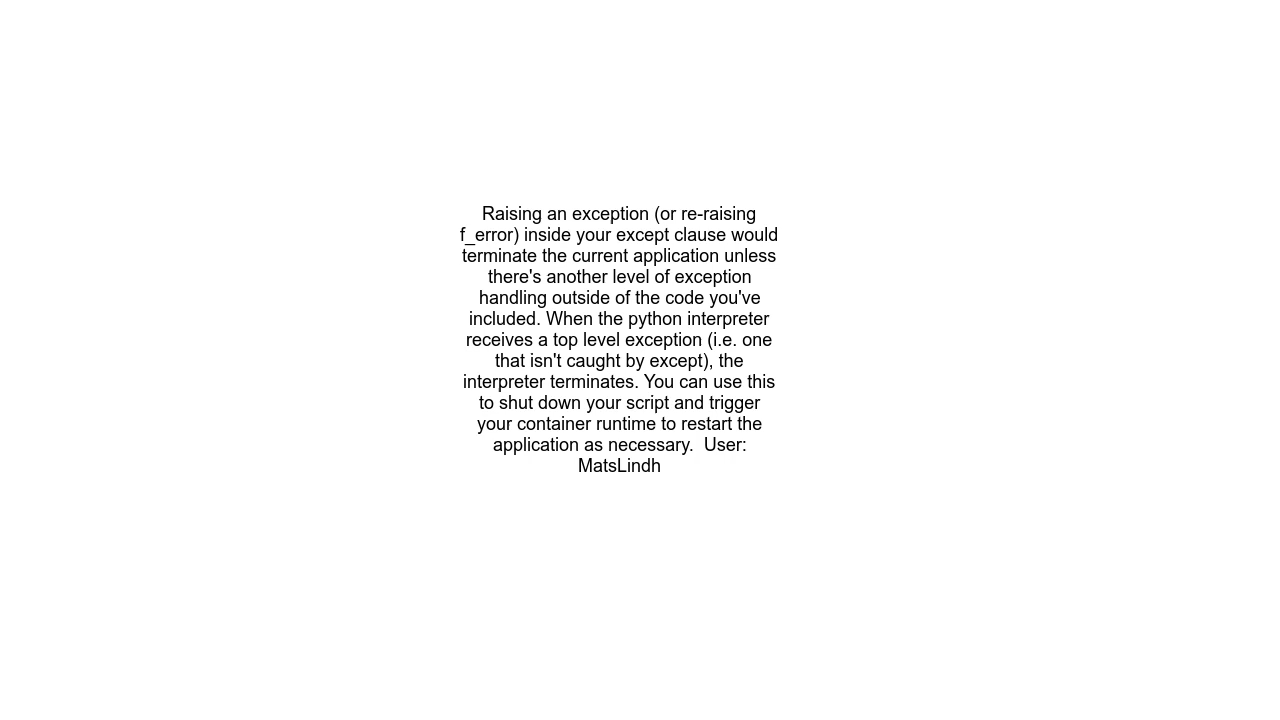 Raising an exception (or re-raising
f_error) inside your except clause would
terminate the current application unless
there's another level of exception
handling outside of the code you've
included. When the python interpreter
receives a top level exception (i.e. one
that isn't caught by except), the
interpreter terminates. You can use this
to shut down your script and trigger
your container runtime to restart the
application as necessary.  User:
MatsLindh